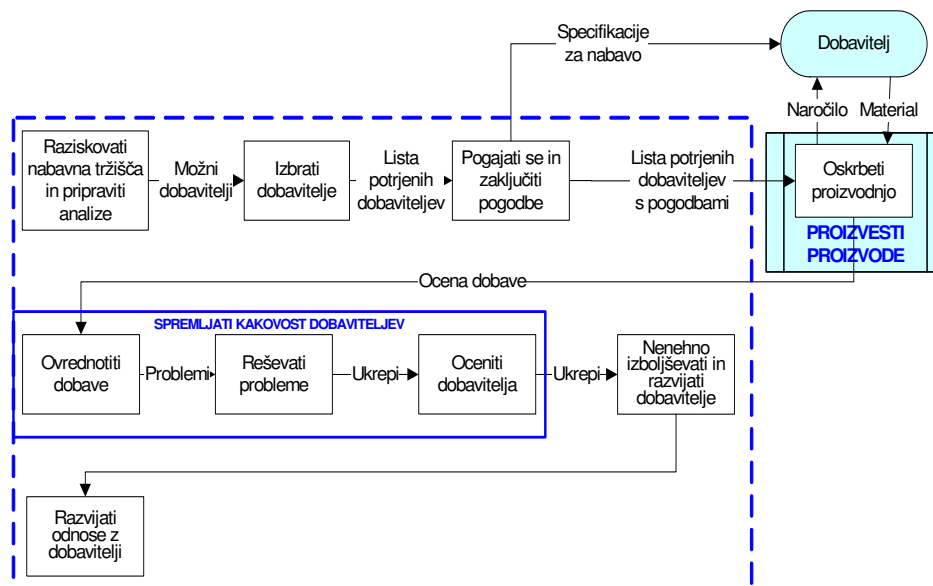 Specifikacije
za nabavo
Dobavitelj
Naročilo
Material
Raziskovati
nabavna tržišča
in pripraviti
analize
Možni
dobavitelji
Izbrati
dobavitelje
Lista
potrjenih
dobaviteljev
Pogajati se in
zaključiti
pogodbe
Lista potrjenih
dobaviteljev
s pogodbami
Oskrbeti
proizvodnjo
PROIZVESTI
PROIZVODE
Ocena dobave
SPREMLJATI KAKOVOST DOBAVITELJEV
Ovrednotiti
dobave
Problemi
Reševati
probleme
Ukrepi
Oceniti
dobavitelja
Ukrepi
Nenehno
izboljševati in
razvijati
dobavitelje
Razvijati
odnose z
dobavitelji